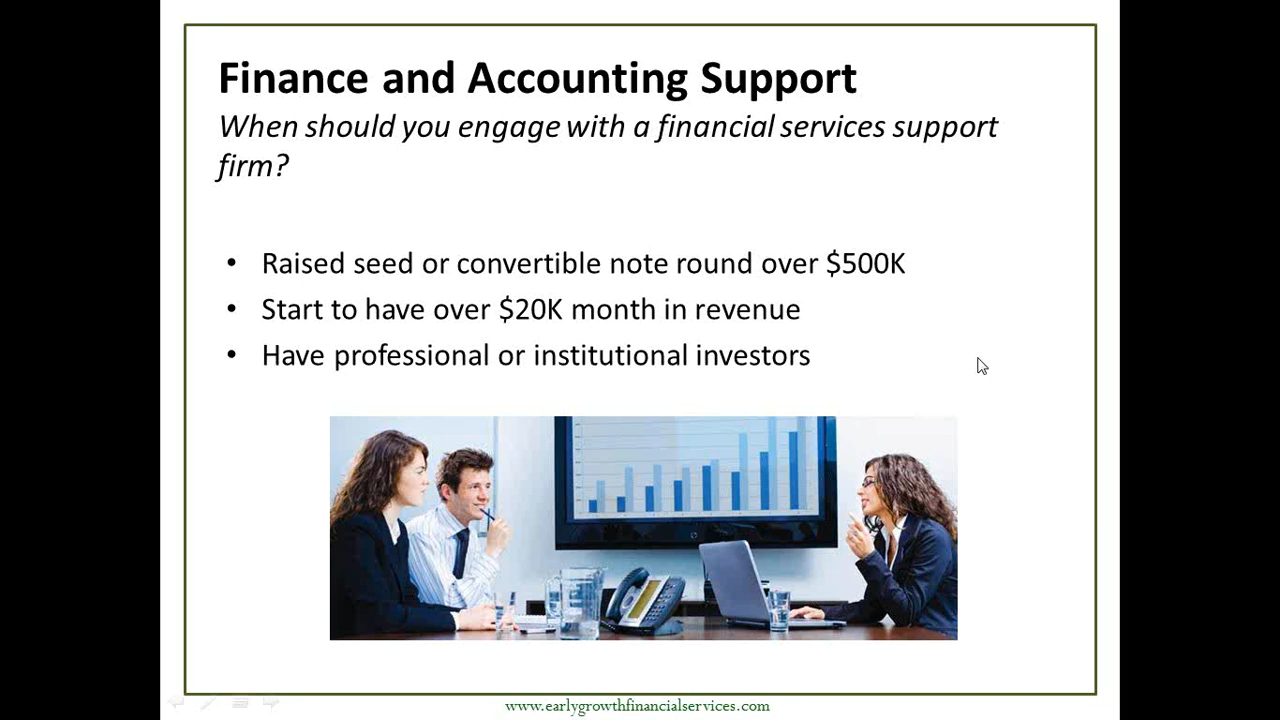 Finance and Accounting Support
When should you engage with a financial services support
firm?
• Raised seed or convertible note round over $500K
• Start to have over $20K month in revenue
• Have professional or institutional investors
www.earlygrowthfinancialservices.com